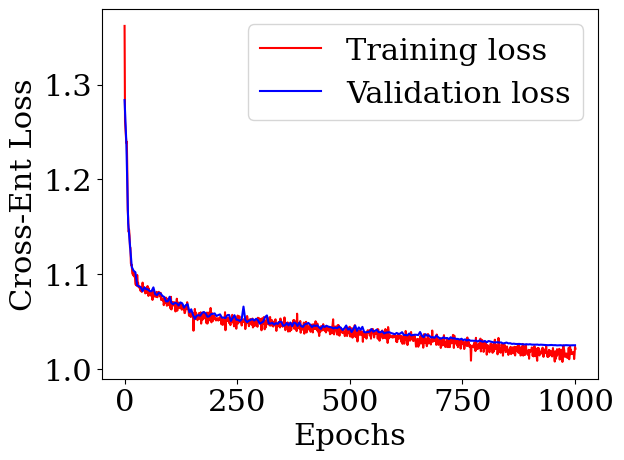 Training loss
Validation loss
Cross-Ent Loss
1.3
1.2
1.1
1.0
0
250
500
750
1000
Epochs